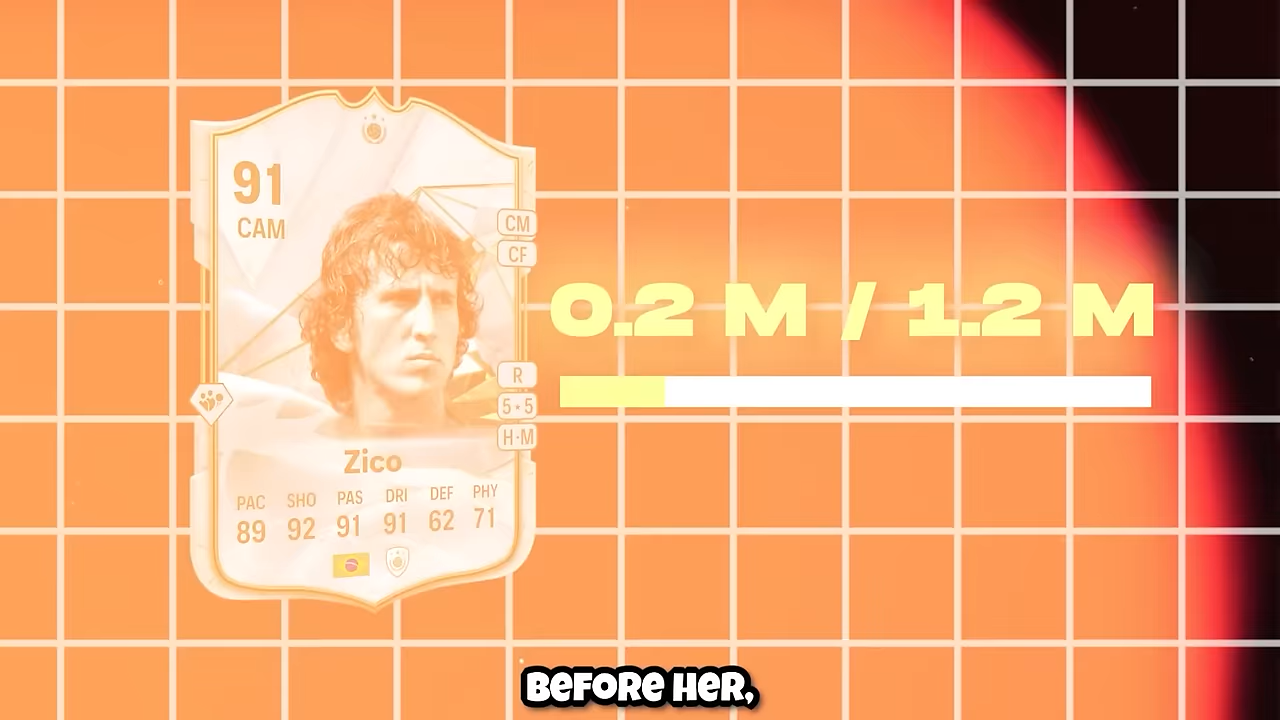 91
CAM
CM
CF
0.2 M / 1.2 M
R
5•5
H·M
Zico
PAC SHO PAS DRI DEF PHY
89 92 91 91 62 71
BEFORE HER,